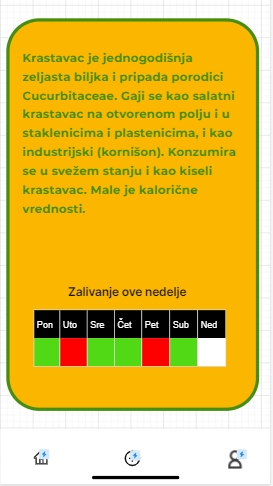 Krastavac je jednogodišnja
zeljasta biljka i pripada porodici
Cucurbitaceae. Gaji se kao salatni
krastavac na otvorenom polju i u
staklenicima i plastenicima, i kao
industrijski (kornišon). Konzumira
se u svežem stanju i kao kiseli
krastavac. Male je kalorične
vrednosti.
Zalivanje ove nedelje
Pon Uto Sre Čet Pet Sub Ned